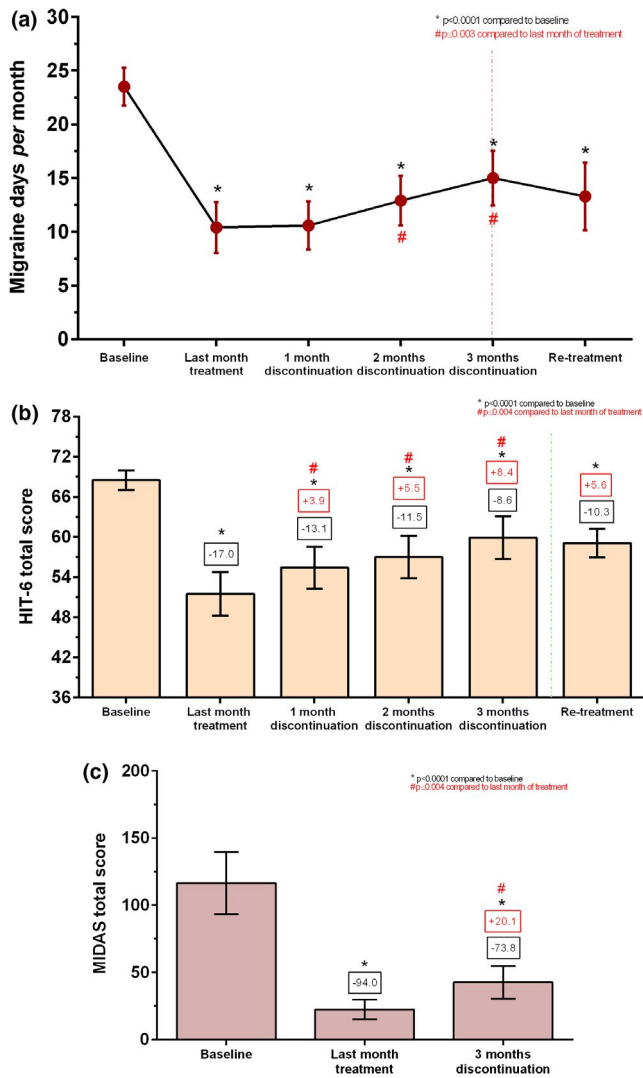 (a)
* p<0.0001 compared to baseline
#p≤0.003 compared to last month of treatment
Migraine days per month
30
25
20
15
10
5
0
* * * * *
# #
Baseline
Last month treatment
1 month discontinuation
2 months discontinuation
3 months discontinuation
Re-treatment
(b)
* p<0.0001 compared to baseline
#p≤0.004 compared to last month of treatment
HIT-6 total score
78
72
66
60
54
48
42
36
*
-17.0
#
*
+3.9
-13.1
#
*
+5.5
-11.5
#
*
+8.4
-8.6
*
+5.6
-10.3
Baseline
Last month treatment
1 month discontinuation
2 months discontinuation
3 months discontinuation
Re-treatment
(c)
* p<0.0001 compared to baseline
#p≤0.004 compared to last month of treatment
MIDAS total score
200
150
100
50
0
*
-94.0
#
*
+20.1
-73.8
Baseline
Last month treatment
3 months discontinuation